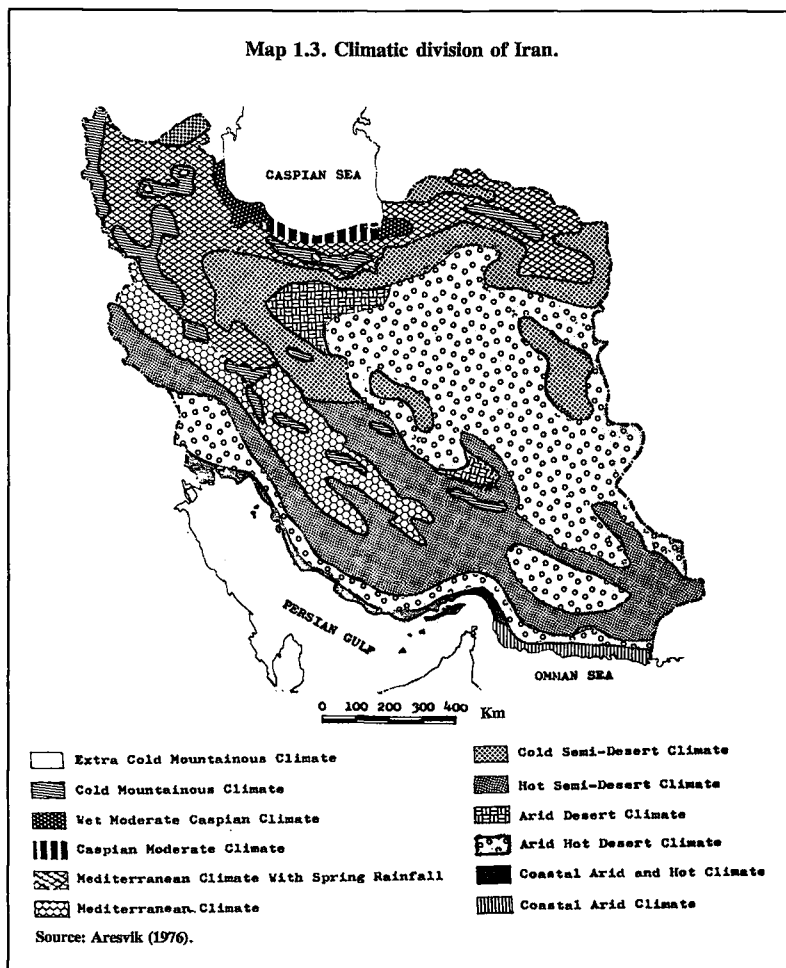 Map 1.3. Climatic division of Iran.
CASPIAN SEA
PERSIAN GULF
OMMAN SEA
0 100 200 300 400 Km
Extra Cold Mountainous Climate
Cold Mountainous Climate
Wet Moderate Caspian Climate
Caspian Moderate Climate
Mediterranean Climate With Spring Rainfall
Mediterranean Climate
Cold Semi-Desert Climate
Hot Semi-Desert Climate
Arid Desert Climate
Arid Hot Desert Climate
Coastal Arid and Hot Climate
Coastal Arid Climate
Source: Aresvik (1976).